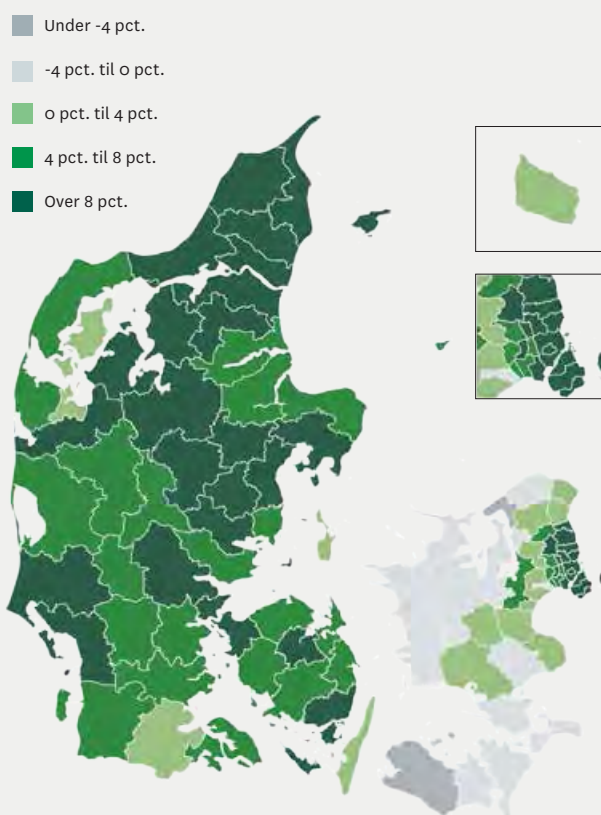 Under -4 pct.
-4 pct. til 0 pct.
0 pct. til 4 pct.
4 pct. til 8 pct.
Over 8 pct.